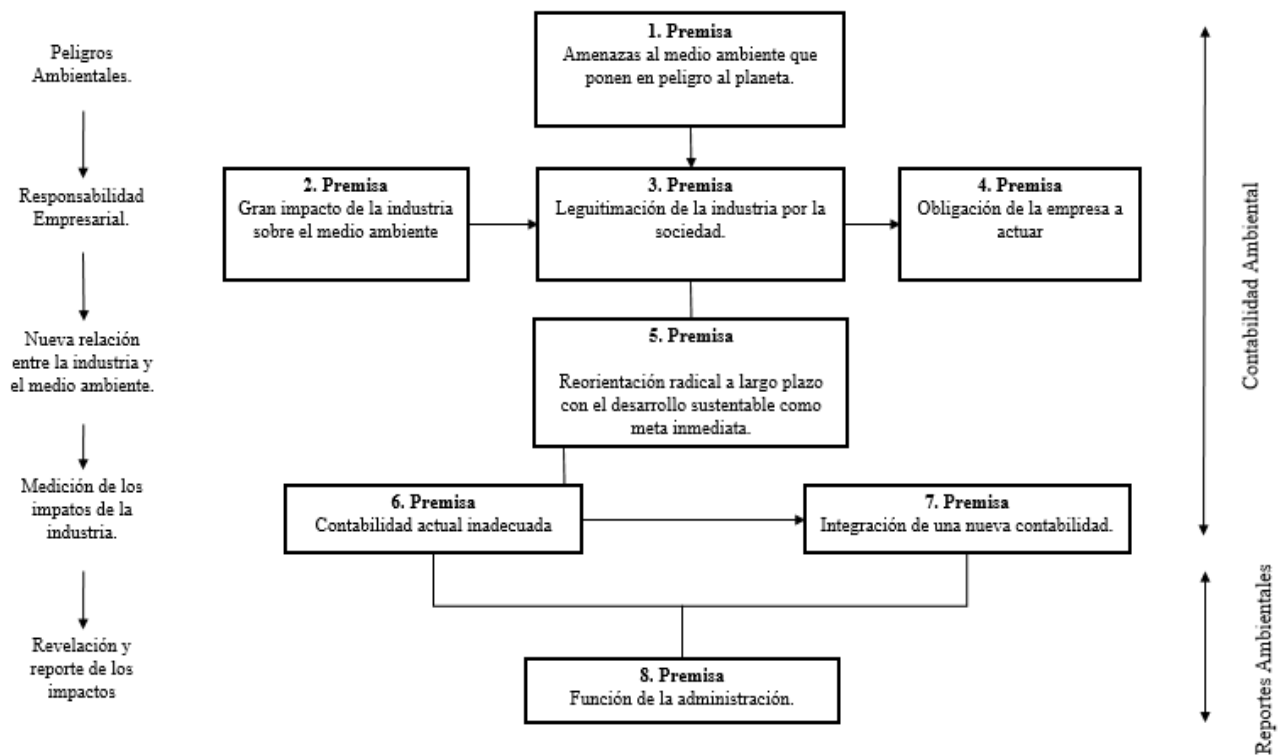 Peligros
Ambientales.
1. Premisa
Amenazas al medio ambiente que
ponen en peligro al planeta.
Responsabilidad
Empresarial.
2. Premisa
Gran impacto de la industria
sobre el medio ambiente
3. Premisa
Leguitimación de la industria por la
sociedad.
4. Premisa
Obligación de la empresa a
actuar
Nueva relación
entre la industria y
el medio ambiente.
5. Premisa
Reorientación radical a largo plazo
con el desarrollo sustentable como
meta inmediata.
Medición de los
impatos de la
industria.
6. Premisa
Contabilidad actual inadecuada
7. Premisa
Integración de una nueva contabilidad.
Revelación y
reporte de los
impactos
8. Premisa
Función de la administración.
Contabilidad Ambiental
Reportes Ambientales